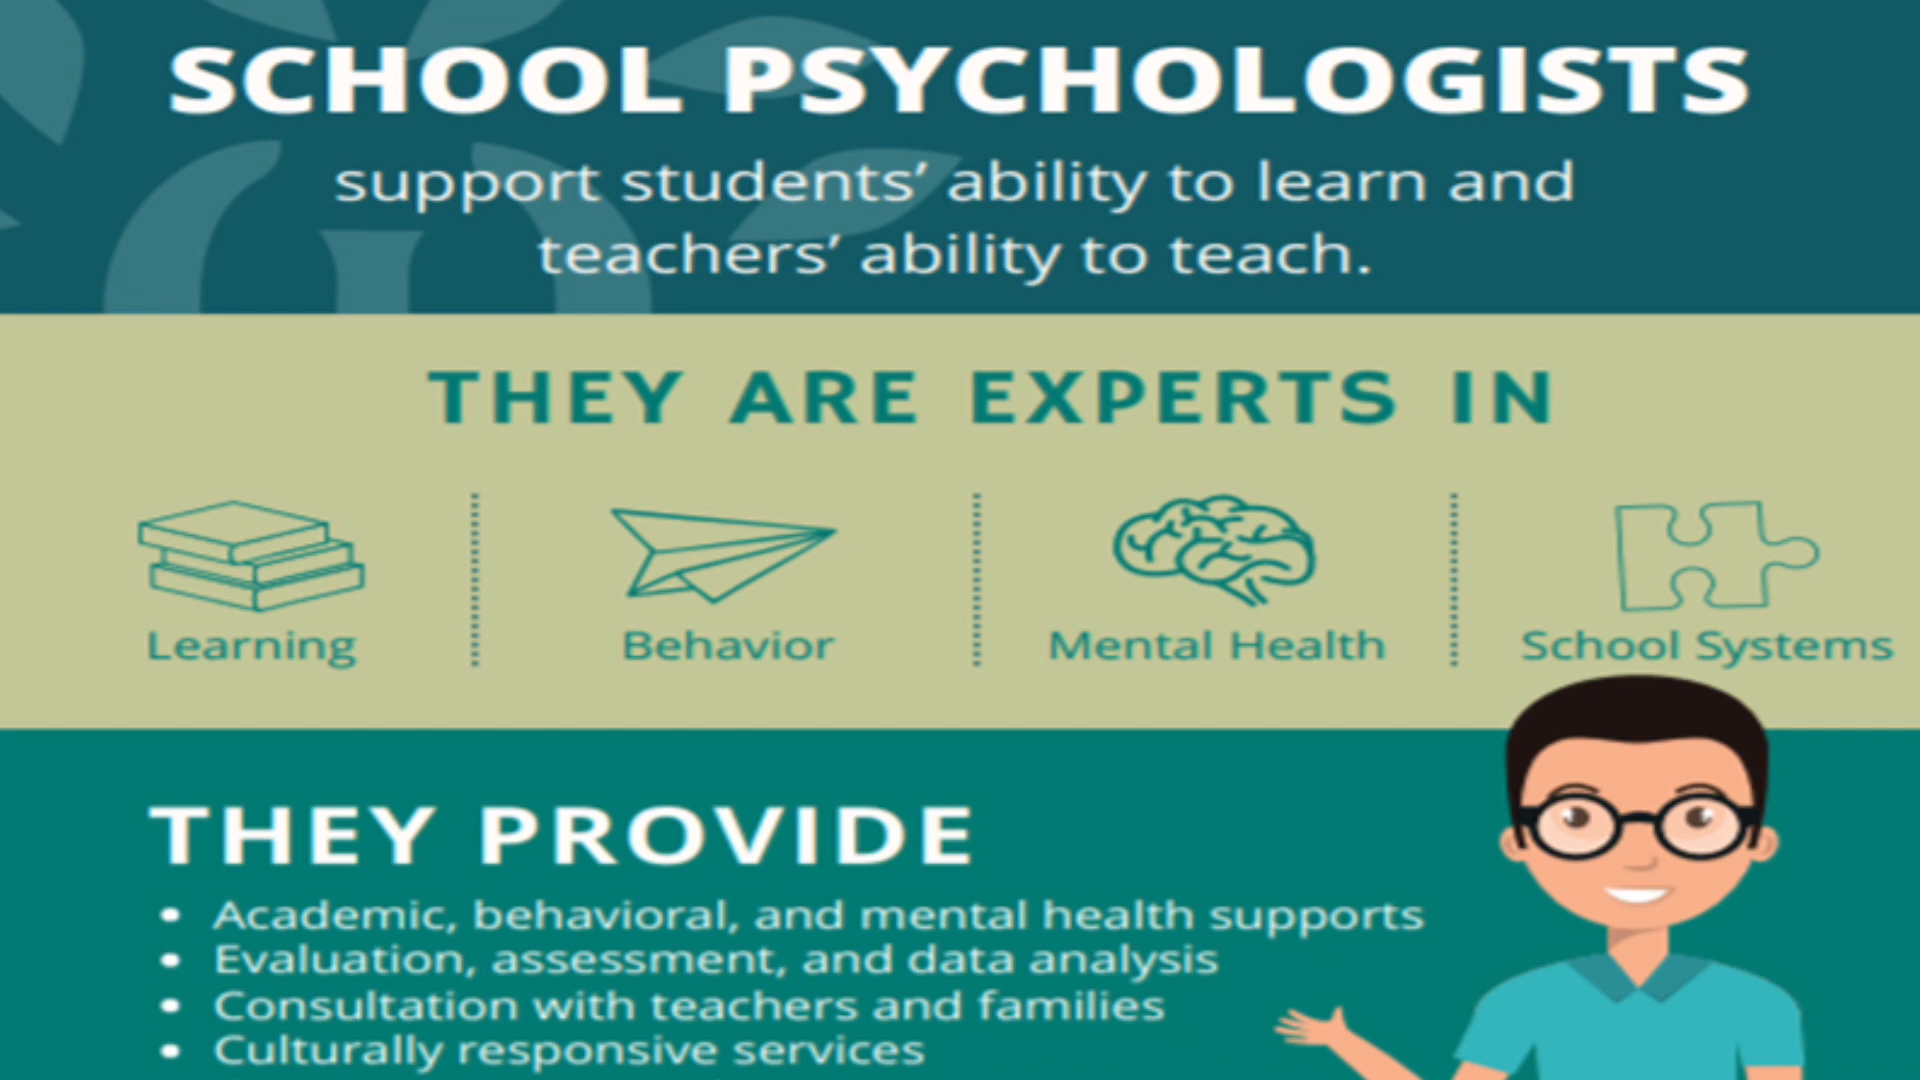 SCHOOL PSYCHOLOGISTS
support students’ ability to learn and
teachers’ ability to teach.
THEY ARE EXPERTS IN
Learning
Behavior
Mental Health
School Systems
THEY PROVIDE
• Academic, behavioral, and mental health supports
• Evaluation, assessment, and data analysis
• Consultation with teachers and families
• Culturally responsive services